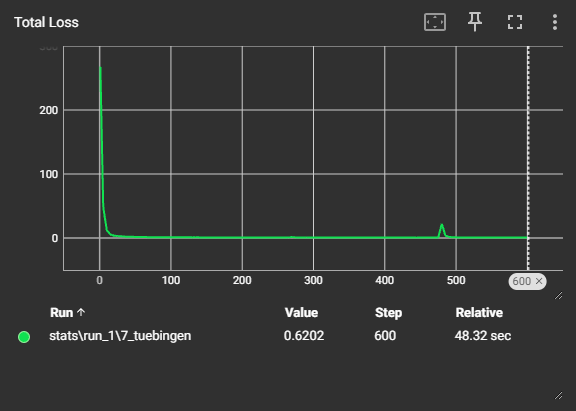 Total Loss
300
200
100
0
0 100 200 300 400 500 600 ×
Run ↑ Value Step Relative
stats\run_1\7_tuebingen 0.6202 600 48.32 sec